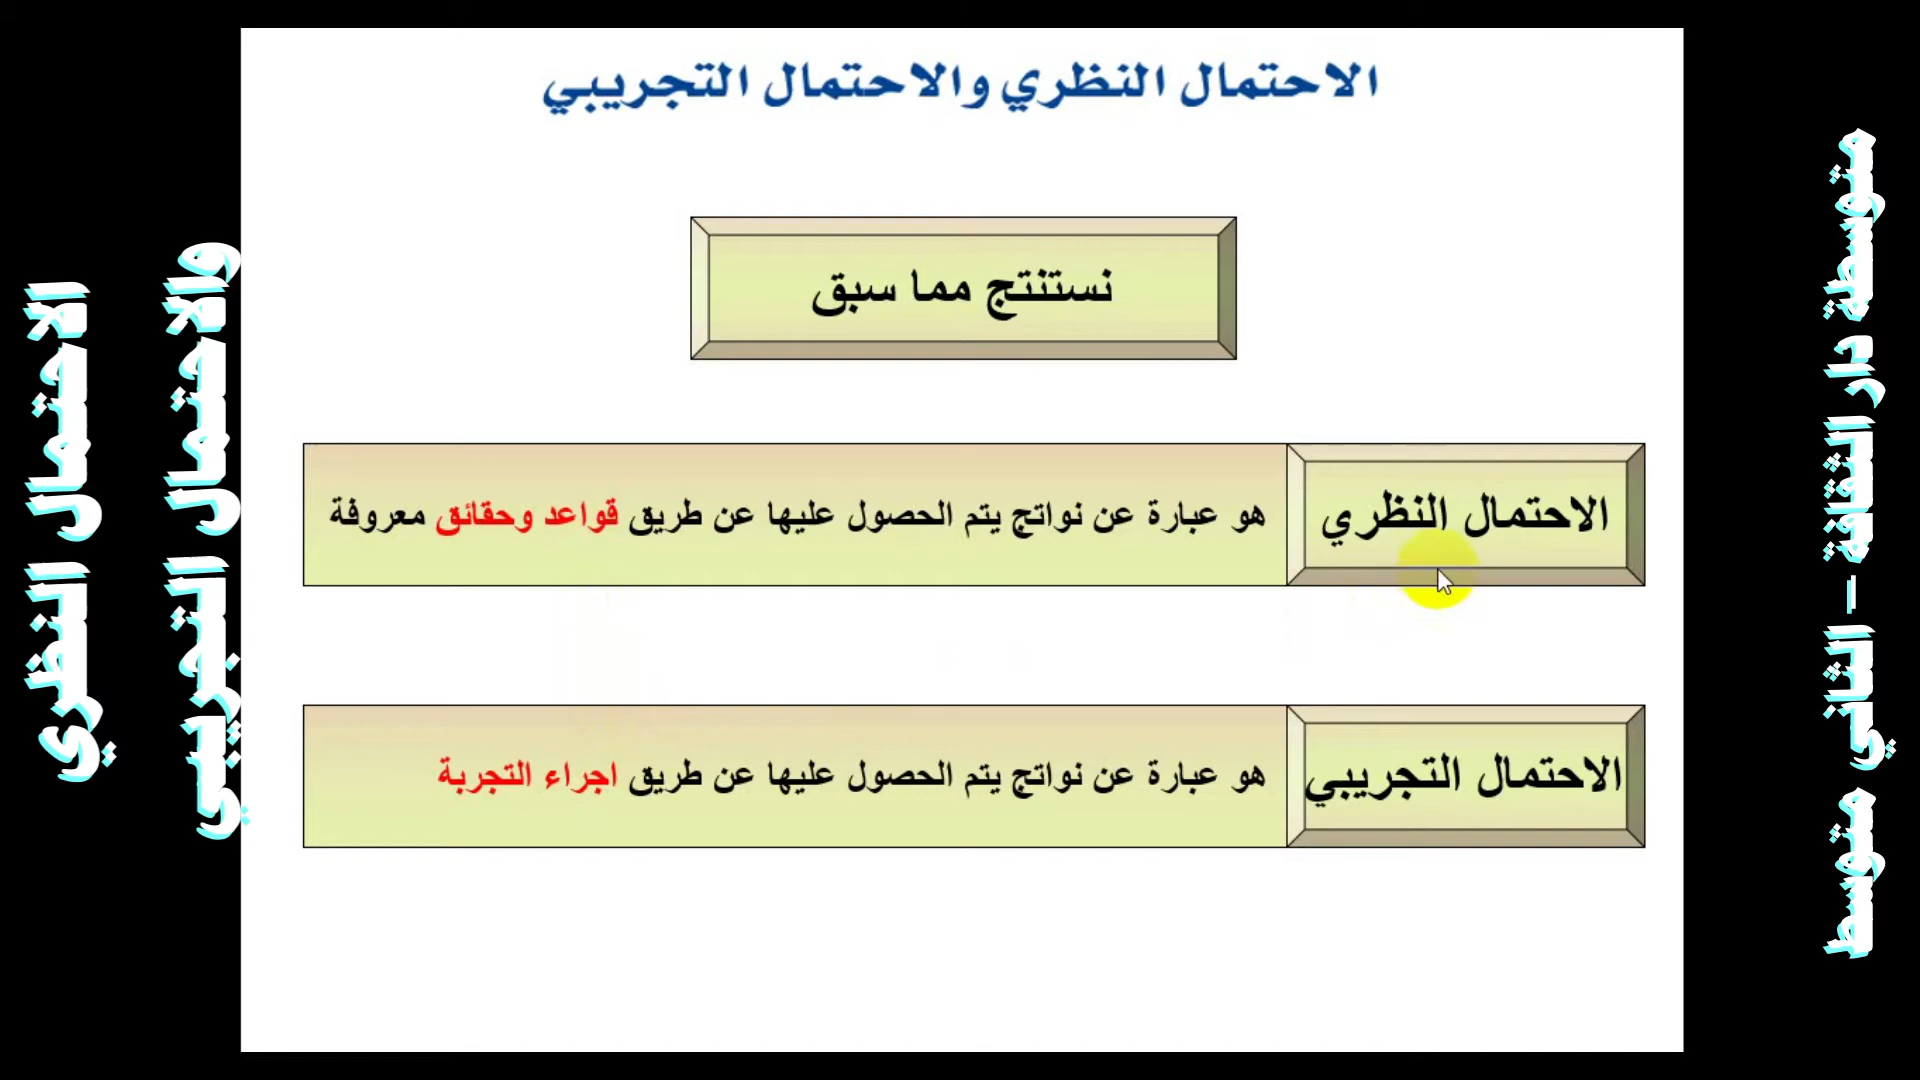 الاحتمال النظري والاحتمال التجريبي
نستنتج مما سبق
الاحتمال النظري
هو عبارة عن نواتج يتم الحصول عليها عن طريق قواعد وحقائق معروفة
الاحتمال التجريبي
هو عبارة عن نواتج يتم الحصول عليها عن طريق اجراء التجربة
متوسطة دار الثقافة – الثاني متوسط
الاحتمال النظري
والاحتمال التجريبي